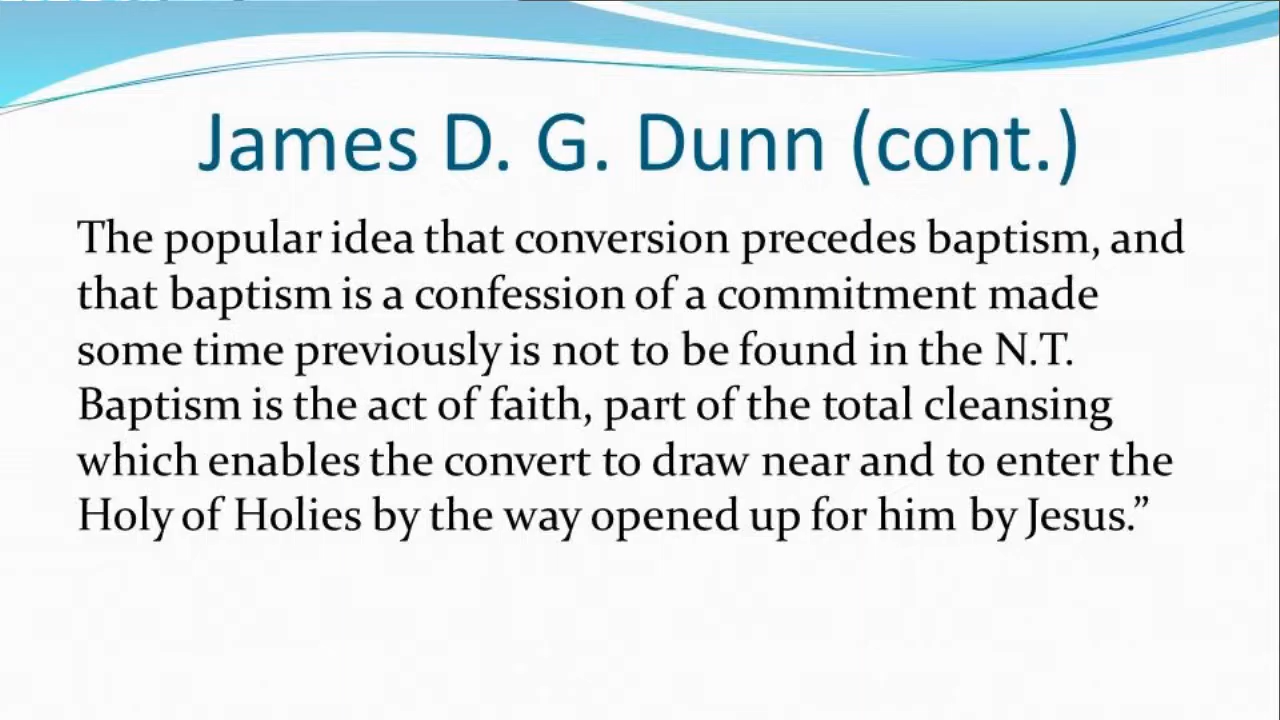 James D. G. Dunn (cont.)
The popular idea that conversion precedes baptism, and
that baptism is a confession of a commitment made
some time previously is not to be found in the N.T.
Baptism is the act of faith, part of the total cleansing
which enables the convert to draw near and to enter the
Holy of Holies by the way opened up for him by Jesus.”